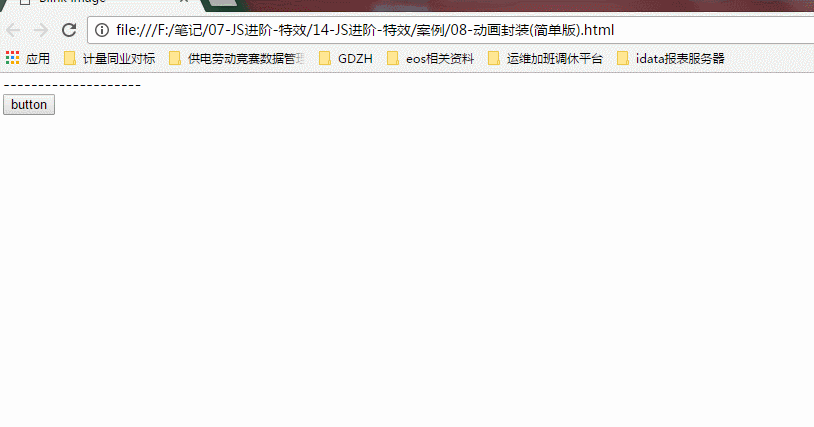 Blink Image
file:///F:/笔记/07-JS进阶-特效/14-JS进阶-特效/案例/08-动画封装(简单版).html
应用 计量同业对标 供电劳动竞赛数据管 GDZH eos相关资料 运维加班调休平台 idata报表服务器
--------------------
button